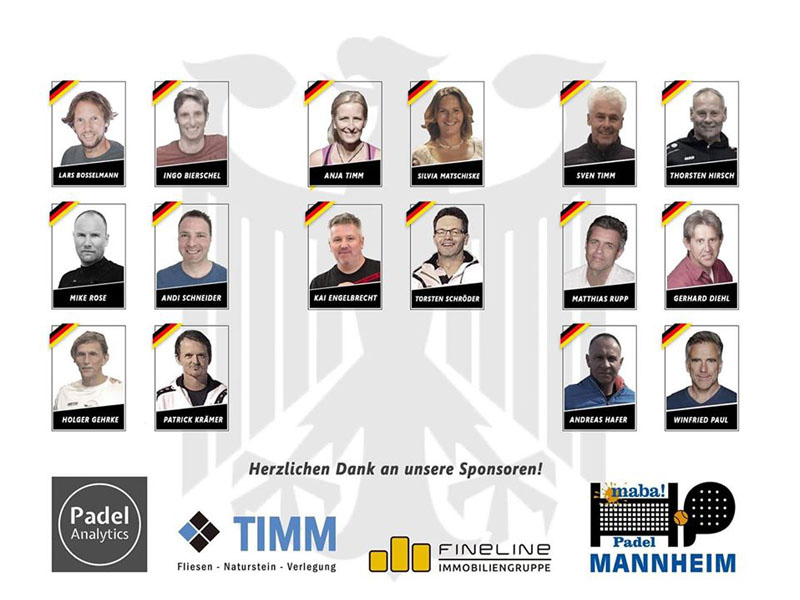 LARS BOSSELMANN
INGO BIERSCHEL
ANJA TIMM
SILVIA MATSCHISKE
SVEN TIMM
THORSTEN HIRSCH
MIKE ROSE
ANDI SCHNEIDER
KAI ENGELBRECHT
TORSTEN SCHRÖDER
MATTHIAS RUPP
GERHARD DIEHL
HOLGER GEHRKE
PATRICK KRÄMER
ANDREAS HAFER
WINFRIED PAUL
Herzlichen Dank an unsere Sponsoren!
Padel
Analytics
TIMM
Fliesen - Naturstein - Verlegung
FINELINE
IMMOBILIENGRUPPE
maba!
Padel
MANNHEIM